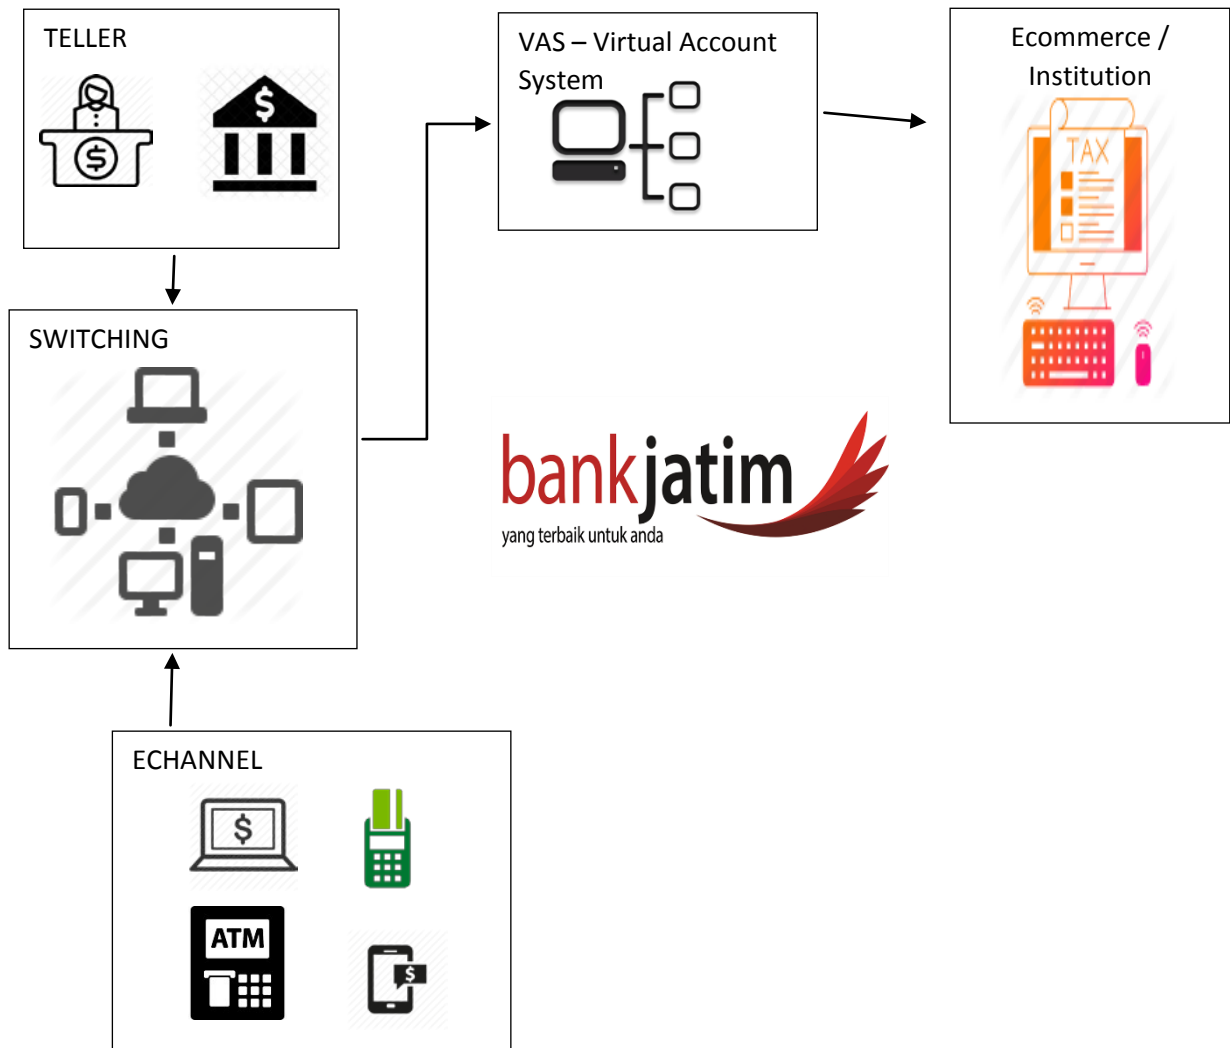 TELLER
$
$
VAS – Virtual Account
System
Ecommerce /
Institution
TAX
SWITCHING
bankjatim
yang terbaik untuk anda
ECHANNEL
$
ATM
$